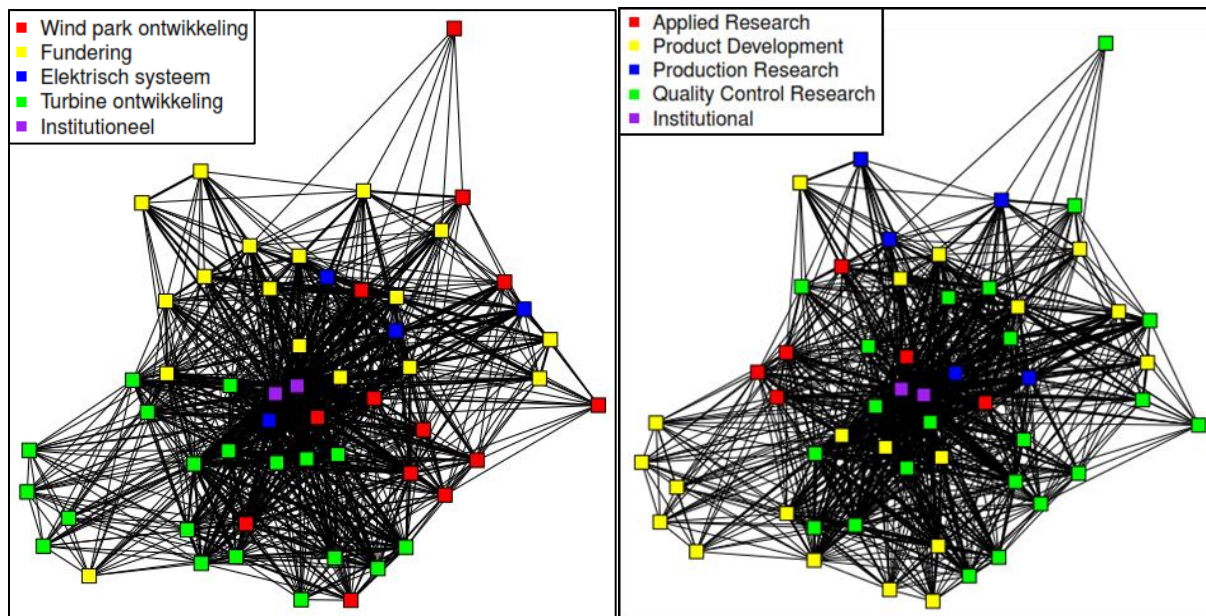 Wind park ontwikkeling
Fundering
Elektrisch systeem
Turbine ontwikkeling
Institutioneel
Applied Research
Product Development
Production Research
Quality Control Research
Institutional